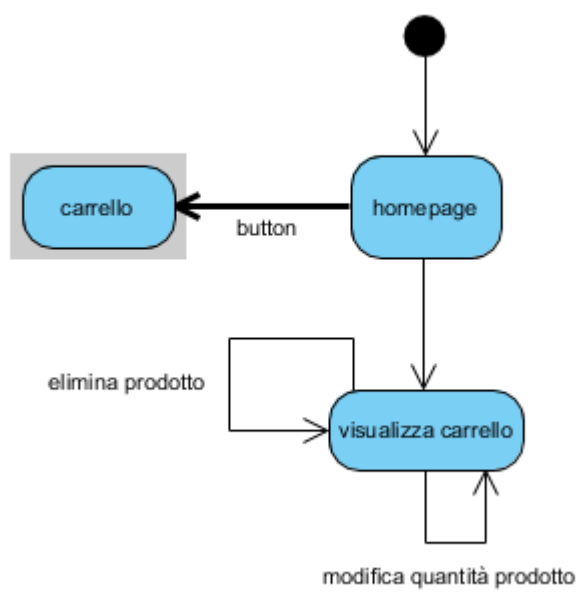 carrello
homepage
button
elimina prodotto
visualizza carrello
modifica quantità prodotto